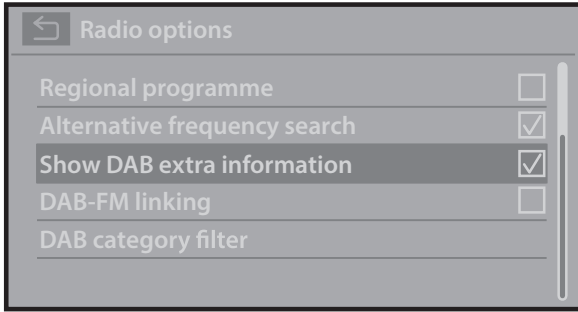 Radio options
Regional programme
Alternative frequency search
Show DAB extra information
DAB-FM linking
DAB category filter